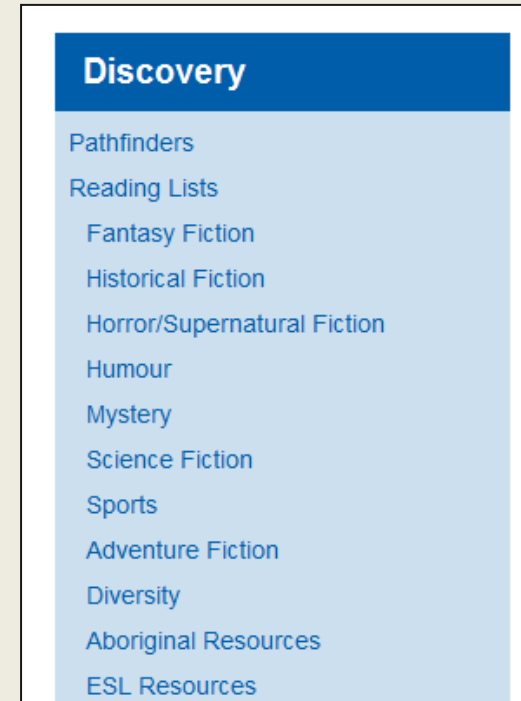 Discovery
Pathfinders
Reading Lists
Fantasy Fiction
Historical Fiction
Horror/Supernatural Fiction
Humour
Mystery
Science Fiction
Sports
Adventure Fiction
Diversity
Aboriginal Resources
ESL Resources